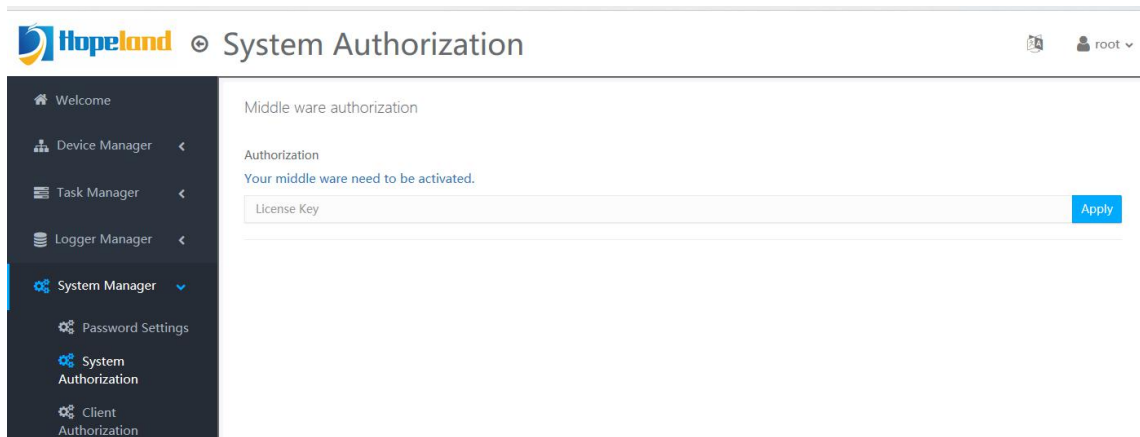 Hopeland System Authorization root
Welcome
Device Manager
Task Manager
Logger Manager
System Manager
Password Settings
System
Authorization
Client
Authorization
Middle ware authorization
Authorization
Your middle ware need to be activated.
License Key Apply